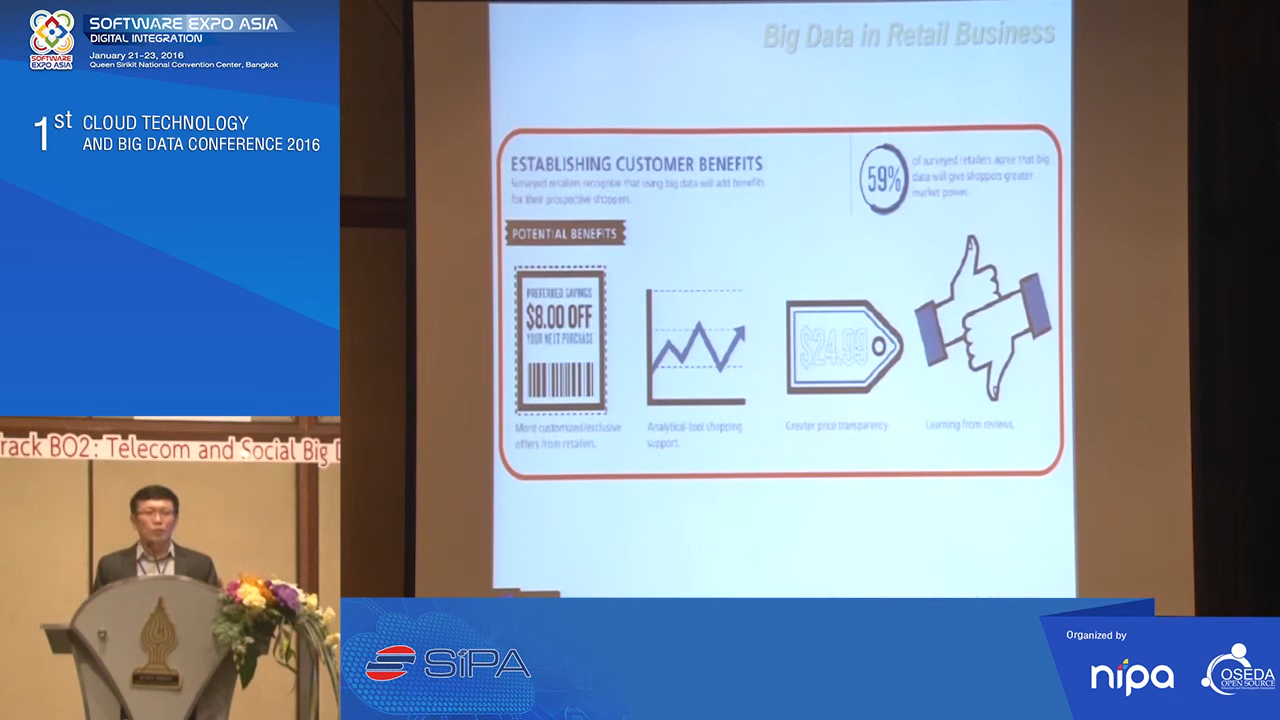 SOFTWARE EXPO ASIA
DIGITAL INTEGRATION
January 21-23, 2016
Queen Sirikit National Convention Center, Bangkok
SOFTWARE
EXPO ASIA
1st CLOUD TECHNOLOGY
AND BIG DATA CONFERENCE 2016
Big Data in Retail Business
ESTABLISHING CUSTOMER BENEFITS
Surveyed retailers recognize that using big data will add benefits
for their prospective shoppers.
59%
of surveyed retailers agree that big
data will give shoppers greater
market power.
POTENTIAL BENEFITS
PREFERRED SAVINGS
$8.00 OFF
YOUR NEXT PURCHASE
$24.99
More customized/exclusive
offers from retailers.
Analytical-tool shopping
support.
Greater price transparency.
Learning from reviews.
rack BO2: Telecom and Social Big D
SiPA
Organized by
nipa
OSEDA
OPEN SOURCE